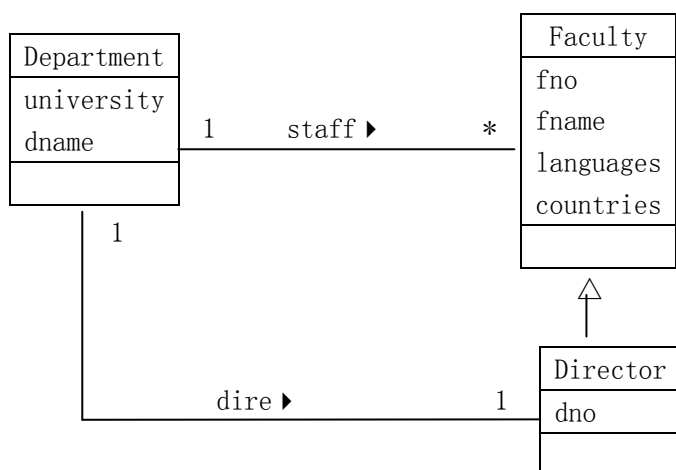 Department
university
dname
1
staff
*
Faculty
fno
fname
languages
countries
1
dire
1
Director
dno